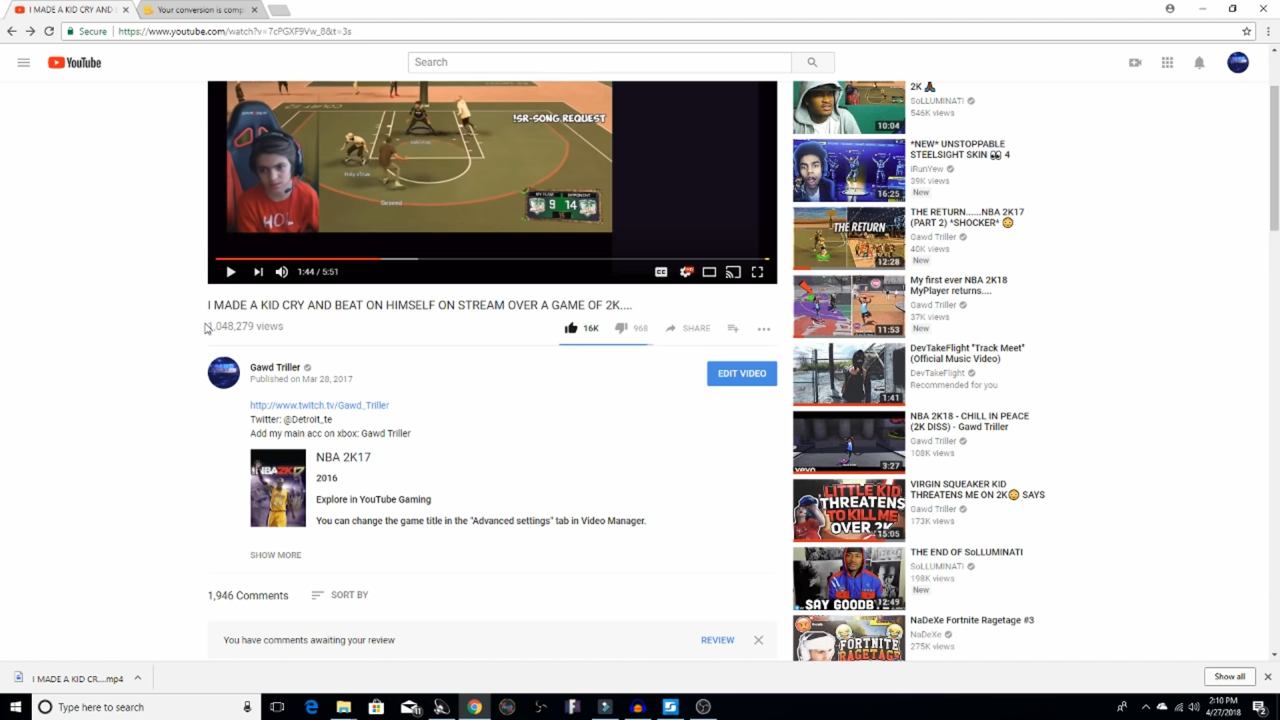 I MADE A KID CRY AND
Your conversion is comp
Secure
https://www.youtube.com/watch?v=7cPGXF9Vw_8&t=3s
YouTube
Search
!SR-SONG REQUEST
9 14
1:44 / 5:51
CC
I MADE A KID CRY AND BEAT ON HIMSELF ON STREAM OVER A GAME OF 2K....
1,048,279 views
16K
968
SHARE
Gawd Triller
Published on Mar 28, 2017
EDIT VIDEO
http://www.twitch.tv/Gawd_Triller
Twitter: @Detroit_te
Add my main acc on xbox: Gawd Triller
NBA 2K17
NBA 2K17
2016
Explore in YouTube Gaming
You can change the game title in the "Advanced settings" tab in Video Manager.
SHOW MORE
1,946 Comments
SORT BY
You have comments awaiting your review
REVIEW
2K
SoLLUMINATI
546K views
10:04
*NEW* UNSTOPPABLE
STEELSIGHT SKIN 👀 4
iRunYew
39K views
New
16:25
THE RETURN
THE RETURN......NBA 2K17
(PART 2) *SHOCKER* 😳
Gawd Triller
40K views
New
12:28
My first ever NBA 2K18
MyPlayer returns....
Gawd Triller
37K views
New
11:53
DevTakeFlight "Track Meet"
(Official Music Video)
DevTakeFlight
Recommended for you
1:41
NBA 2K18 - CHILL IN PEACE
(2K DISS) - Gawd Triller
Gawd Triller
108K views
vevo
3:27
LITTLE KID
THREATENS
TO KILL ME
OVER 2K
VIRGIN SQUEAKER KID
THREATENS ME ON 2K😳 SAYS
Gawd Triller
173K views
15:05
THE END OF SoLLUMINATI
SoLLUMINATI
198K views
New
SAY GOODB
12:49
NaDeXe Fortnite Ragetage #3
NaDeXe
275K views
FORTNITE
RAGETAGE
I MADE A KID CR....mp4
Show all
Type here to search
2:10 PM
4/27/2018